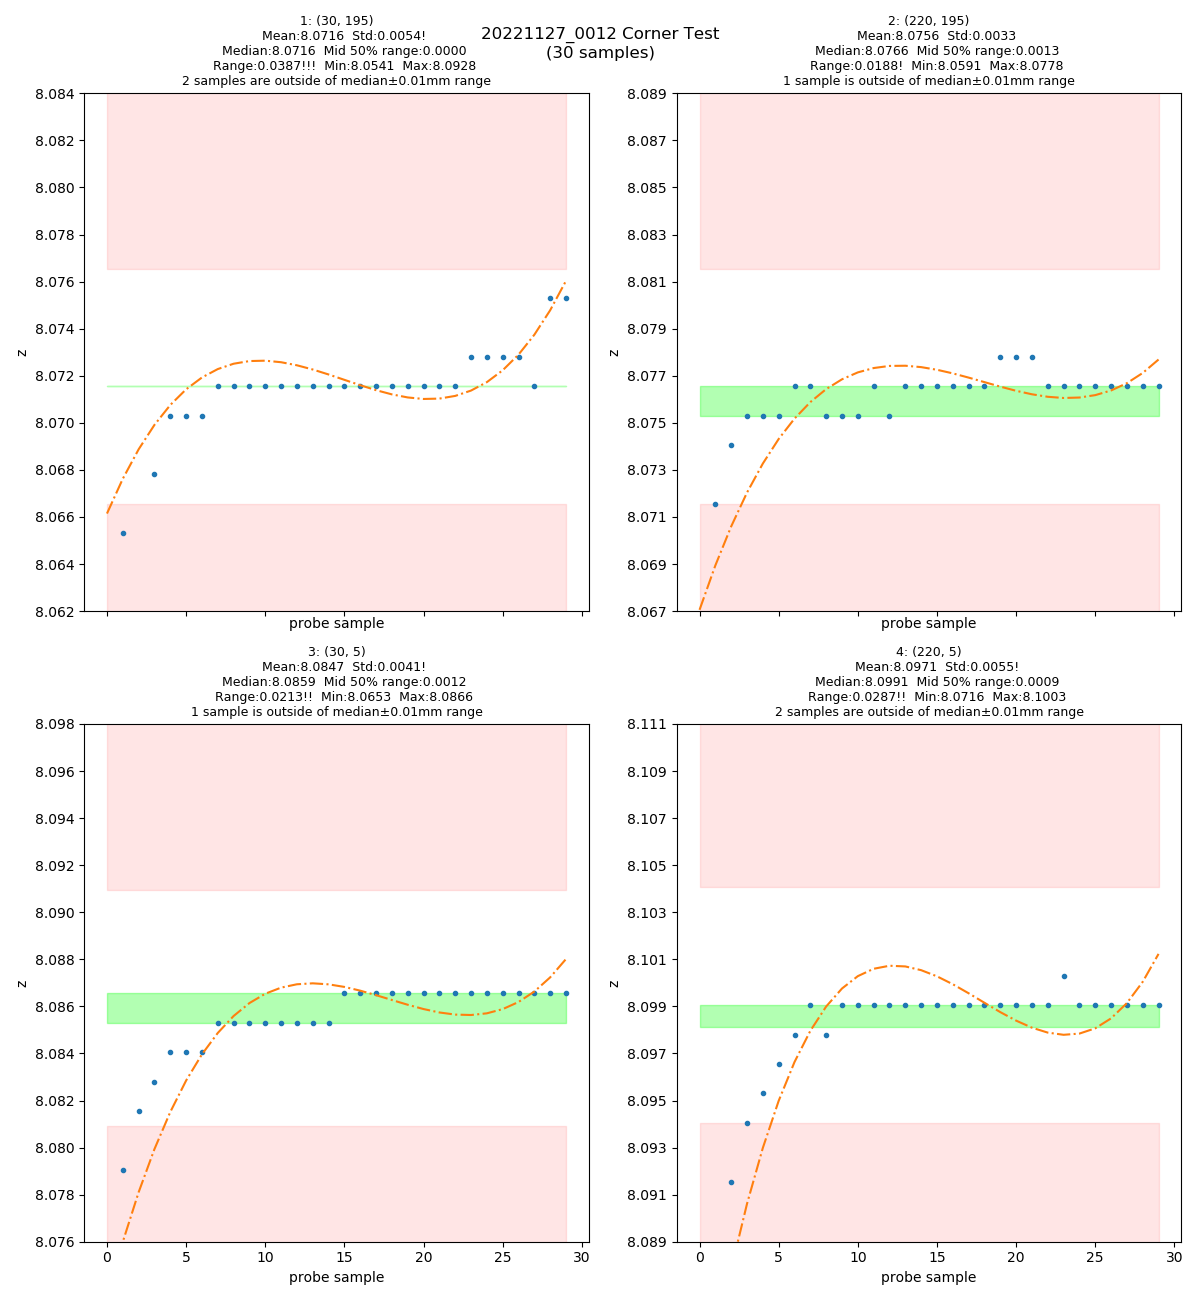 20221127_0012 Corner Test
(30 samples)
1: (30, 195)
Mean:8.0716 Std:0.0054!
Median:8.0716 Mid 50% range:0.0000
Range:0.0387!!! Min:8.0541 Max:8.0928
2 samples are outside of median±0.01mm range
8.084
8.082
8.080
8.078
8.076
8.074
8.072
8.070
8.068
8.066
8.064
8.062
z
probe sample
2: (220, 195)
Mean:8.0756 Std:0.0033
Median:8.0766 Mid 50% range:0.0013
Range:0.0188! Min:8.0591 Max:8.0778
1 sample is outside of median±0.01mm range
8.089
8.087
8.085
8.083
8.081
8.079
8.077
8.075
8.073
8.071
8.069
8.067
z
probe sample
3: (30, 5)
Mean:8.0847 Std:0.0041!
Median:8.0859 Mid 50% range:0.0012
Range:0.0213!! Min:8.0653 Max:8.0866
1 sample is outside of median±0.01mm range
8.098
8.096
8.094
8.092
8.090
8.088
8.086
8.084
8.082
8.080
8.078
8.076
z
0 5 10 15 20 25 30
probe sample
4: (220, 5)
Mean:8.0971 Std:0.0055!
Median:8.0991 Mid 50% range:0.0009
Range:0.0287!! Min:8.0716 Max:8.1003
2 samples are outside of median±0.01mm range
8.111
8.109
8.107
8.105
8.103
8.101
8.099
8.097
8.095
8.093
8.091
8.089
z
0 5 10 15 20 25 30
probe sample